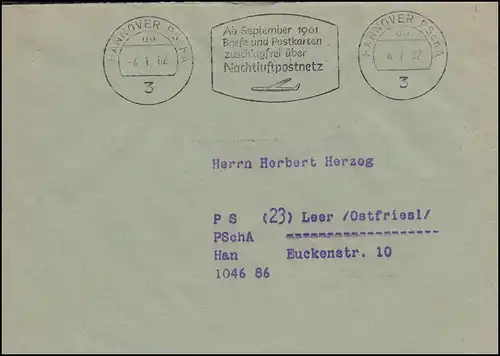 HANNOVER PSchA
3
Ab September 1961
Briefe und Postkarten
zuschlagfrei über
Nachtluftpostnetz
HANNOVER PSchA
3
Herrn Herbert Herzog
P S (23) Leer /Ostfriesl/
PSchA
Han Euckenstr. 10
1046 86